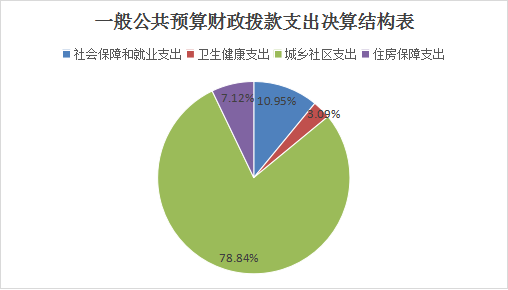 一般公共预算财政拨款支出决算结构表
社会保障和就业支出 卫生健康支出 城乡社区支出 住房保障支出
7.12% 10.95%
3.09%
78.84%